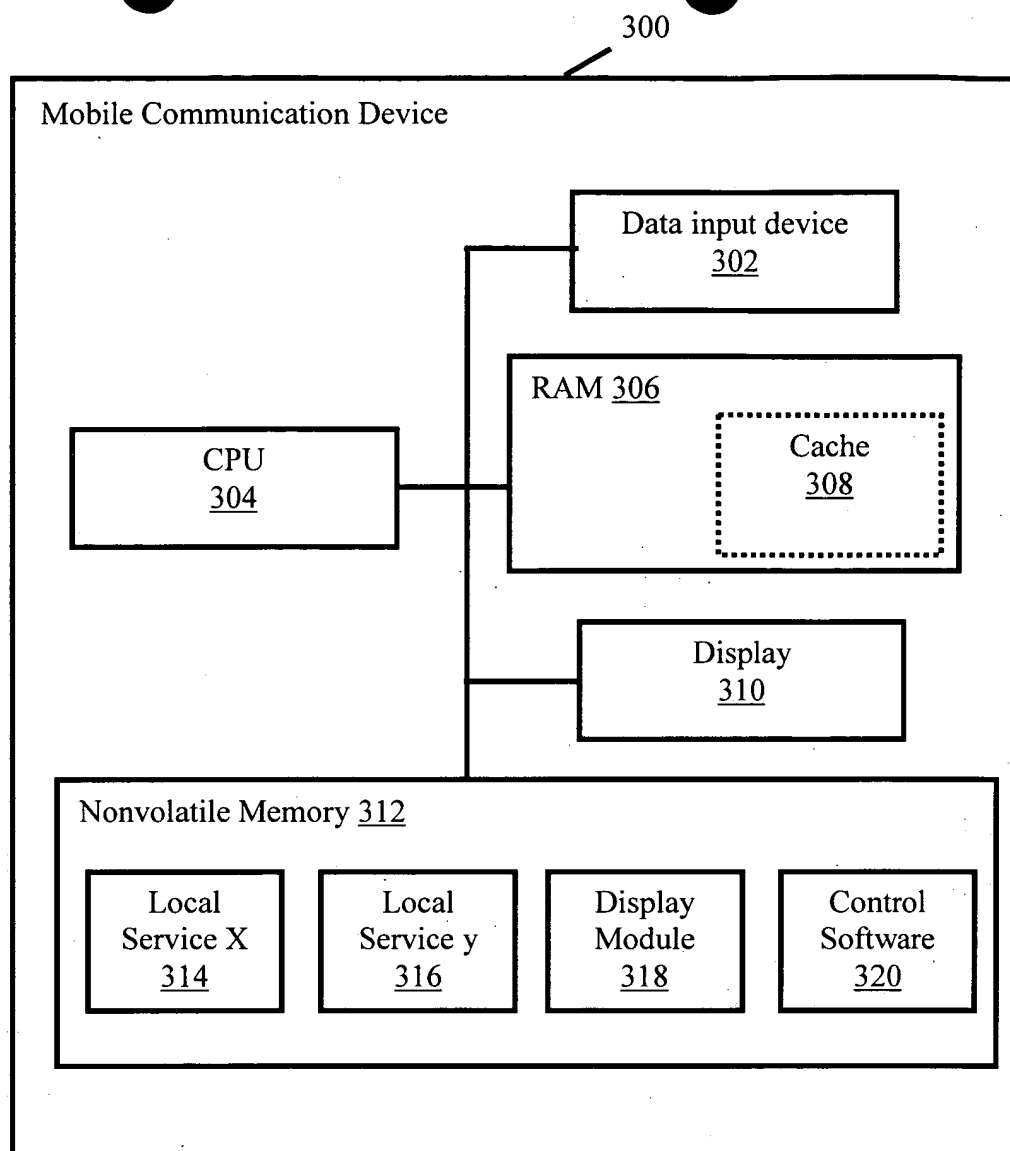 300
Mobile Communication Device
Data input device
302
RAM 306
Cache
308
CPU
304
Display
310
Nonvolatile Memory 312
Local
Service X
314
Local
Service y
316
Display
Module
318
Control
Software
320